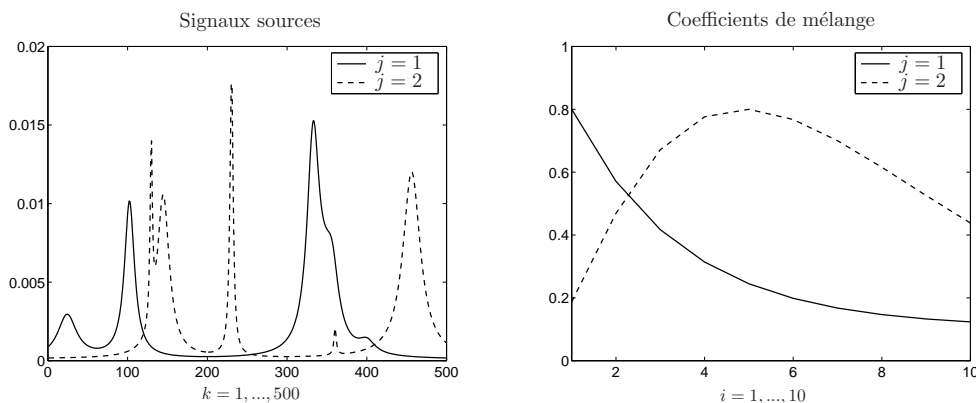 Signaux sources
0.02
0.015
0.01
0.005
0
0 100 200 300 400 500
j = 1
j = 2
k = 1, ..., 500
Coefficients de mélange
1
0.8
0.6
0.4
0.2
0
2 4 6 8 10
j = 1
j = 2
i = 1, ..., 10